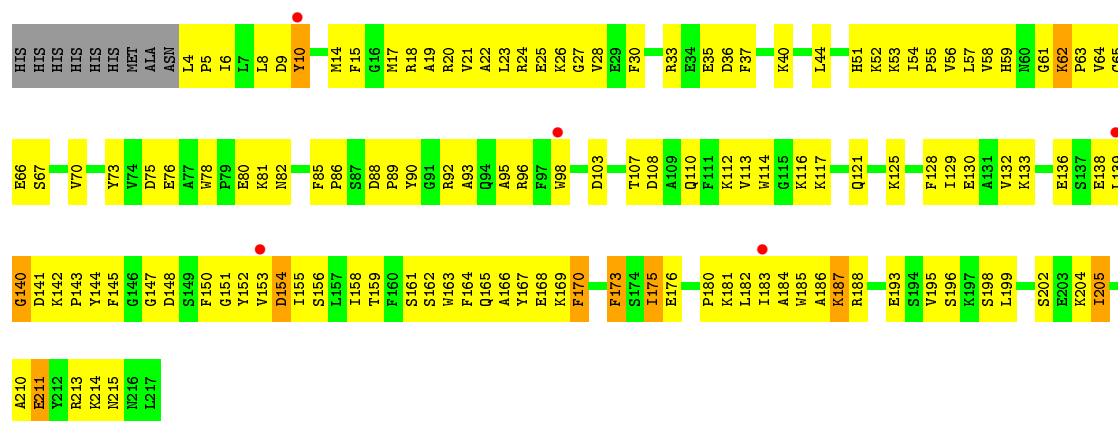 HIS HIS HIS HIS HIS HIS MET ALA ASN L4 P5 I6 L7 L8 D9 Y10 M14 F15 G16 M17 R18 A19 R20 V21 A22 L23 R24 E25 K26 G27 V28 E29 F30 R33 E34 E35 D36 F37 K40 L44 H51 K52 K53 I54 P55 V56 L57 V58 H59 N60 G61 K62 P63 V64 C65
E66 S67 V70 Y73 V74 D75 E76 A77 W78 P79 E80 K81 N82 F85 P86 S87 D88 P89 Y90 G91 R92 A93 Q94 A95 R96 F97 W98 D103 T107 D108 A109 Q110 F111 K112 V113 W114 G115 K116 K117 Q121 K125 F128 I129 E130 A131 V132 K133 E136 S137 E138 L139
G140 D141 K142 P143 Y144 F145 G146 G147 D148 S149 F150 G151 Y152 V153 D154 I155 S156 L157 I158 T159 F160 S161 S162 W163 F164 Q165 A166 Y167 E168 K169 F170 F173 S174 I175 E176 P180 K181 L182 I183 A184 W185 A186 K187 R188 E193 S194 V195 S196 K197 S198 L199 S202 E203 K204 I205
A210 E211 Y212 R213 K214 N215 N216 L217